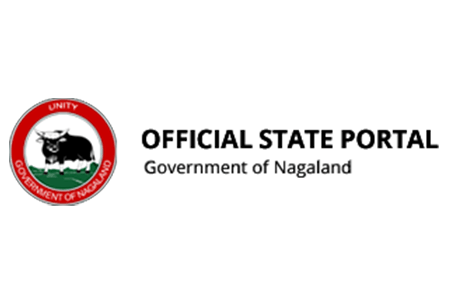 UNITY
GOVERNMENT OF NAGALAND
OFFICIAL STATE PORTAL
Government of Nagaland